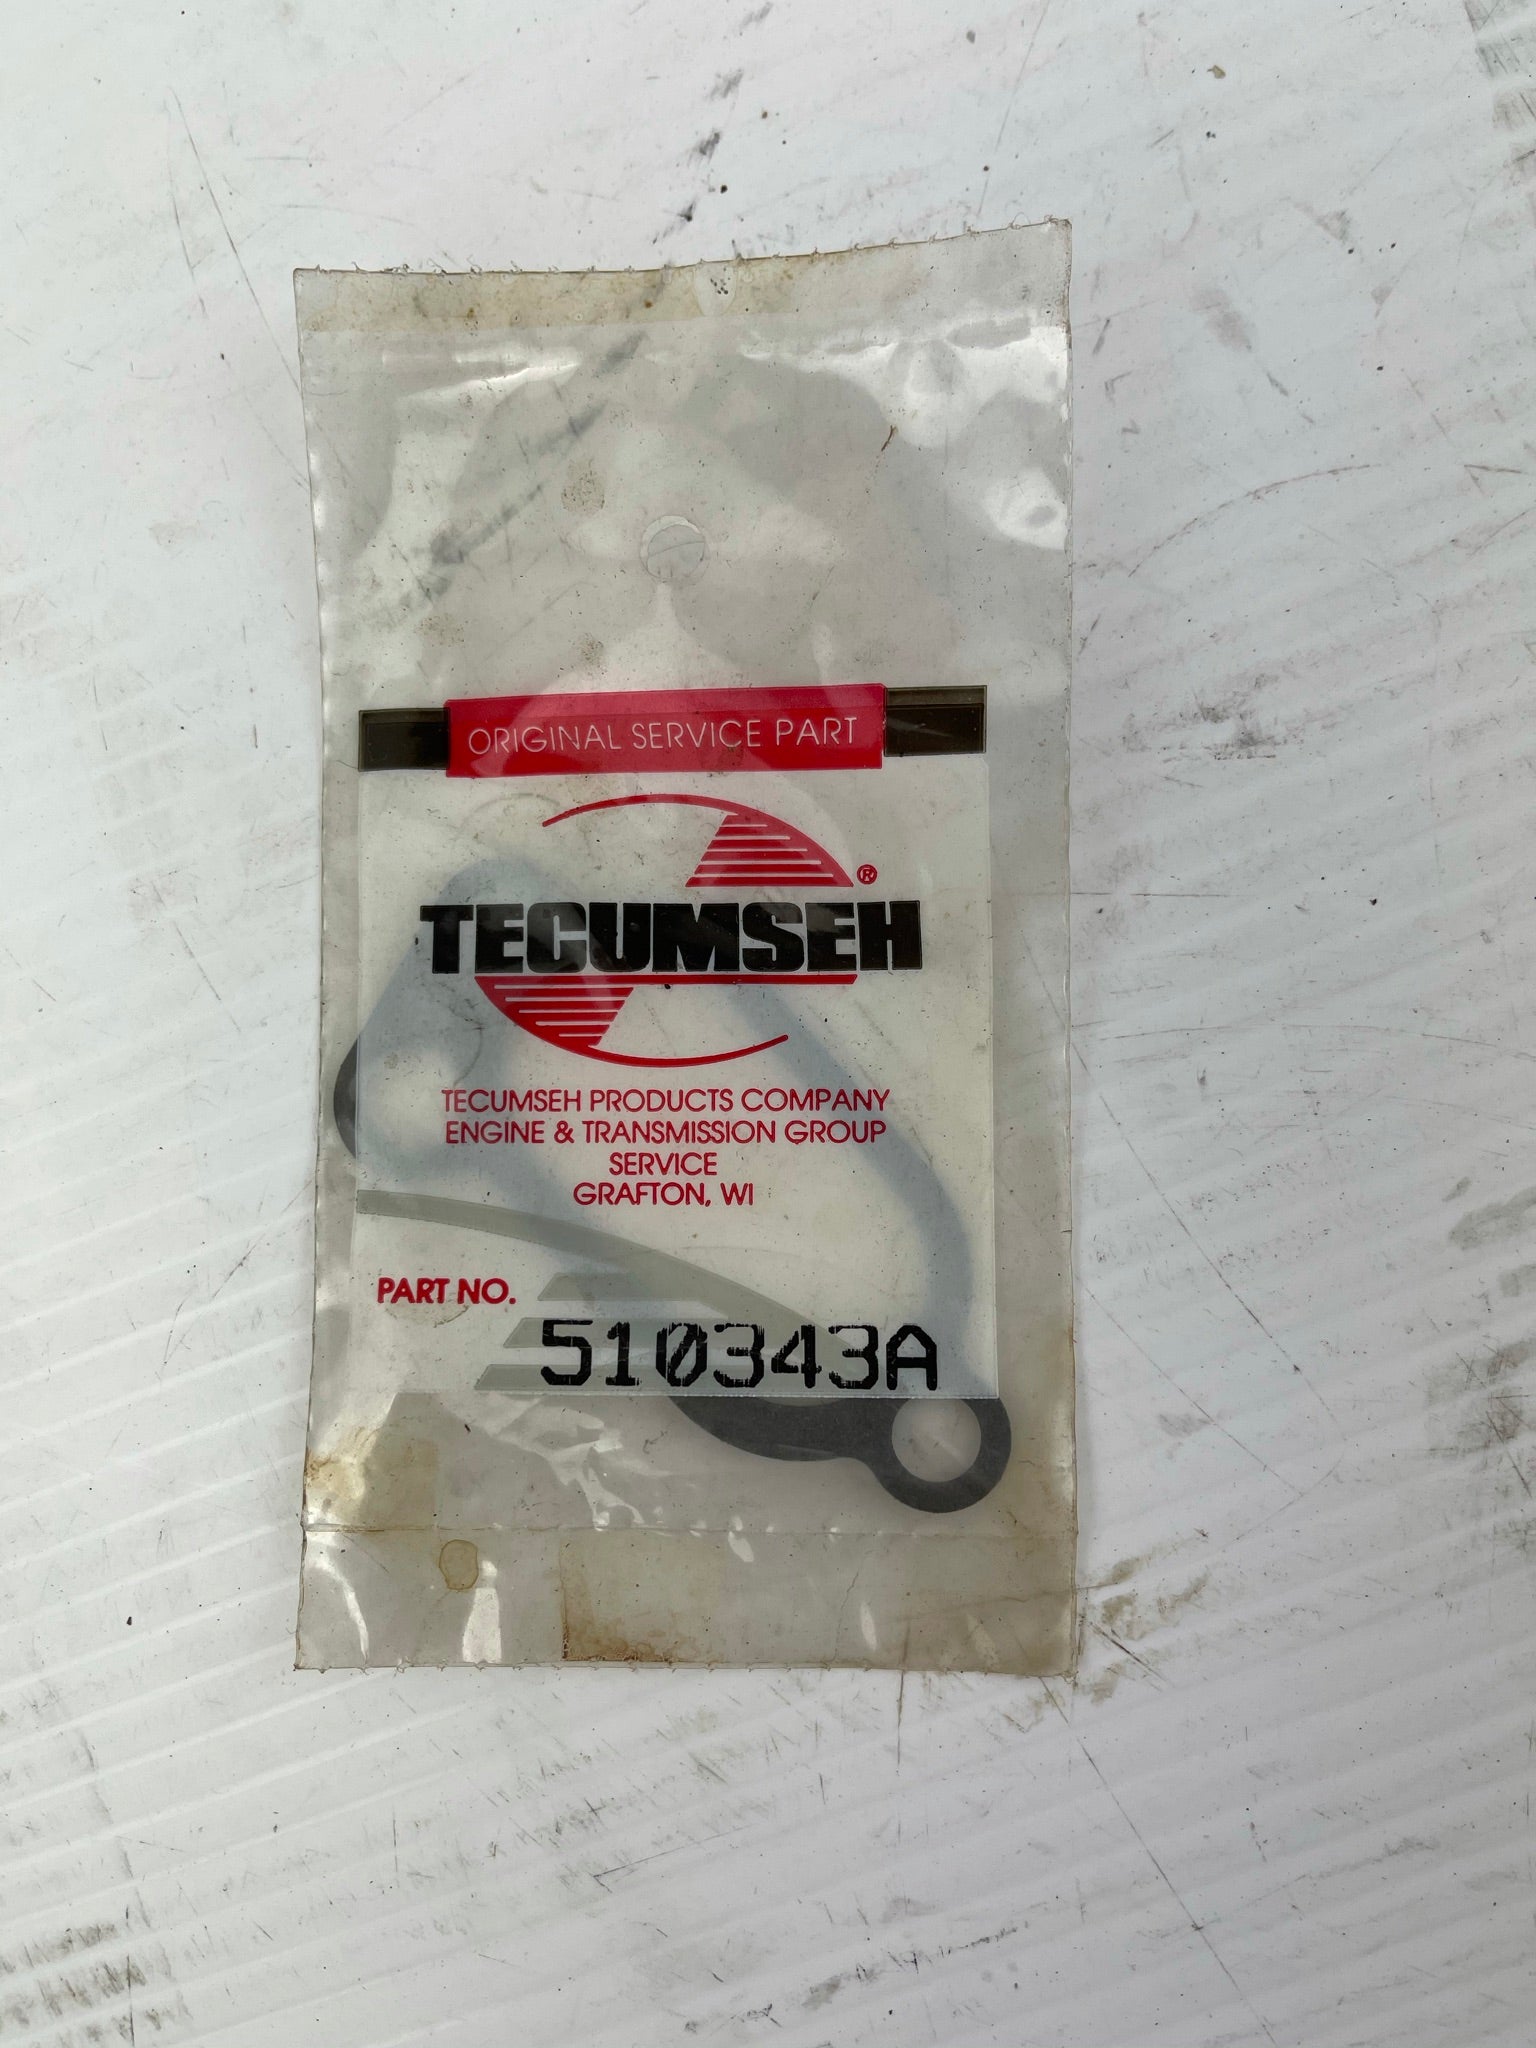 ORIGINAL SERVICE PART
®
TECUMSEH
TECUMSEH PRODUCTS COMPANY
ENGINE & TRANSMISSION GROUP
SERVICE
GRAFTON, WI
PART NO.
510343A